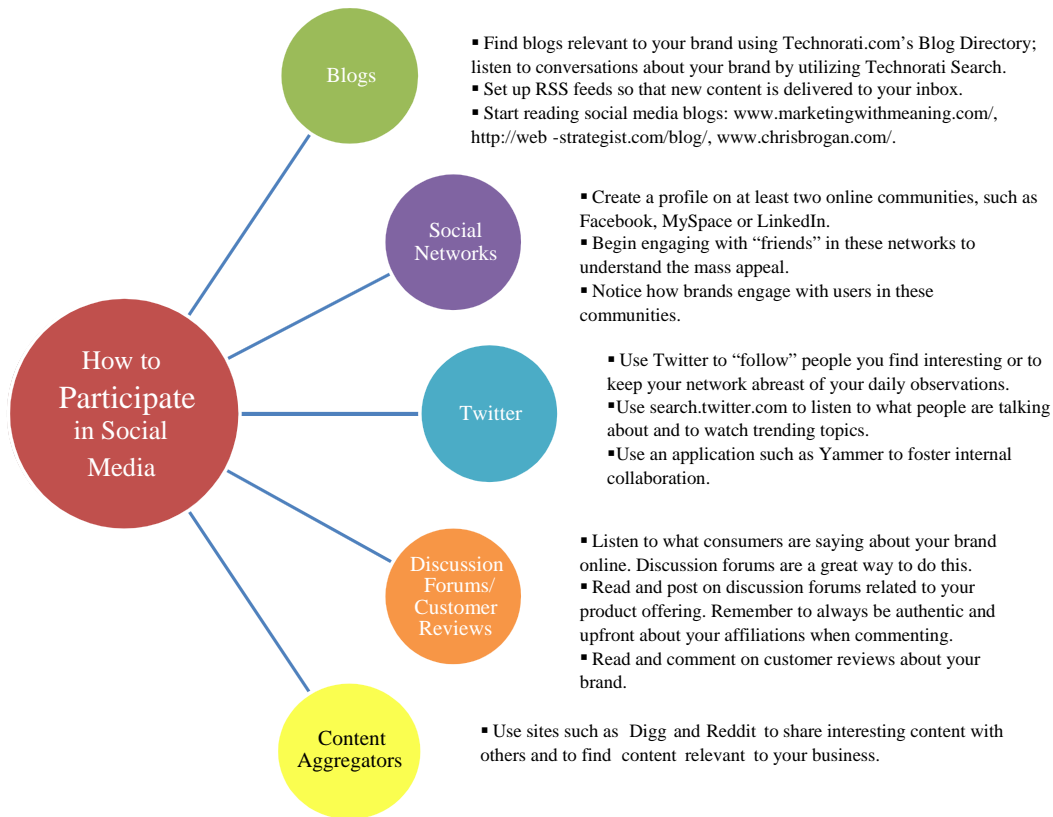 How to
Participate
in Social
Media
Blogs
▪ Find blogs relevant to your brand using Technorati.com’s Blog Directory;
listen to conversations about your brand by utilizing Technorati Search.
▪ Set up RSS feeds so that new content is delivered to your inbox.
▪ Start reading social media blogs: www.marketingwithmeaning.com/,
http://web -strategist.com/blog/, www.chrisbrogan.com/.
Social
Networks
▪ Create a profile on at least two online communities, such as
Facebook, MySpace or LinkedIn.
▪ Begin engaging with “friends” in these networks to
understand the mass appeal.
▪ Notice how brands engage with users in these
communities.
Twitter
▪ Use Twitter to “follow” people you find interesting or to
keep your network abreast of your daily observations.
▪Use search.twitter.com to listen to what people are talking
about and to watch trending topics.
▪Use an application such as Yammer to foster internal
collaboration.
Discussion
Forums/
Customer
Reviews
▪ Listen to what consumers are saying about your brand
online. Discussion forums are a great way to do this.
▪ Read and post on discussion forums related to your
product offering. Remember to always be authentic and
upfront about your affiliations when commenting.
▪ Read and comment on customer reviews about your
brand.
Content
Aggregators
▪ Use sites such as Digg and Reddit to share interesting content with
others and to find content relevant to your business.